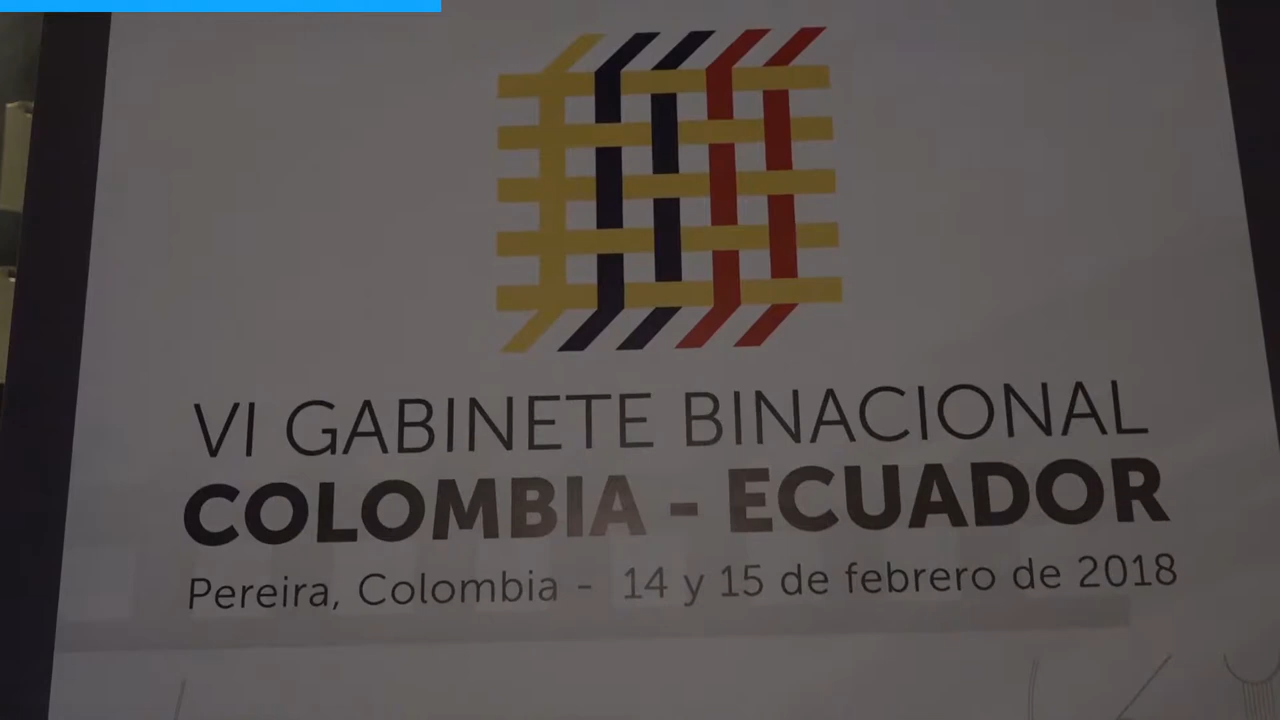 VI GABINETE BINACIONAL
COLOMBIA - ECUADOR
Pereira, Colombia - 14 y 15 de febrero de 2018